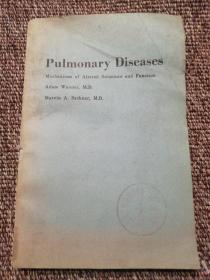 Pulmonary Diseases
Mechanisms of Altered Structure and Function
Adam Wanner, M.D.
Marvin A. Sackner, M.D.